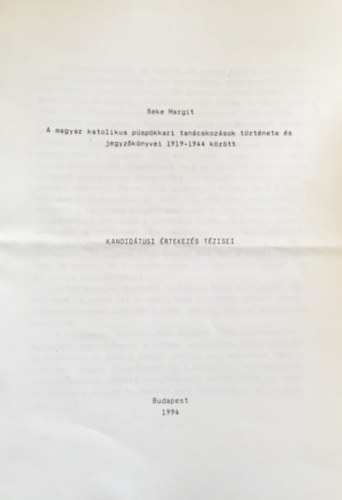 Beke Margit
A magyar katolikus püspökkari tanácskozások története és
jegyzőkönyvei 1919-1944 között
KANDIDÁTUSI ÉRTEKEZÉS TÉZISEI
Budapest
1994